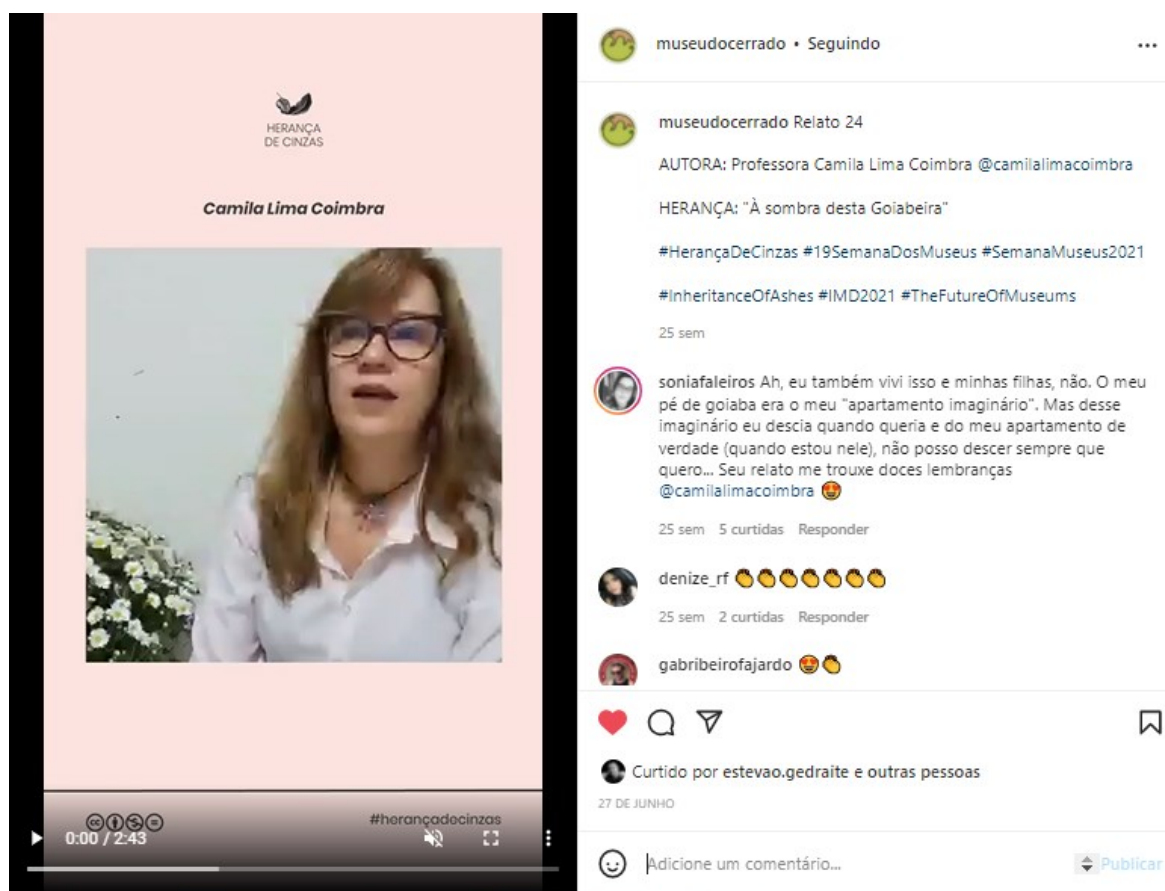 HERANÇA
DE CINZAS
Camila Lima Coimbra
#herançadecinzas
0:00 / 2:43
museudocerrado • Seguindo
museudocerrado Relato 24
AUTORA: Professora Camila Lima Coimbra @camilalimacoimbra
HERANÇA: "À sombra desta Goiabeira"
#HerançaDeCinzas #19SemanaDosMuseus #SemanaMuseus2021
#InheritanceOfAshes #IMD2021 #TheFutureOfMuseums
25 sem
soniafaleiros Ah, eu também vivi isso e minhas filhas, não. O meu
pé de goiaba era o meu "apartamento imaginário". Mas desse
imaginário eu descia quando queria e do meu apartamento de
verdade (quando estou nele), não posso descer sempre que
quero... Seu relato me trouxe doces lembranças
@camilalimacoimbra 😍
25 sem 5 curtidas Responder
denize_rf 👏👏👏👏👏👏👏
25 sem 2 curtidas Responder
gabribeirofajardo 😍👏
Curtido por estevao.gedraite e outras pessoas
27 DE JUNHO
Adicione um comentário... Publicar